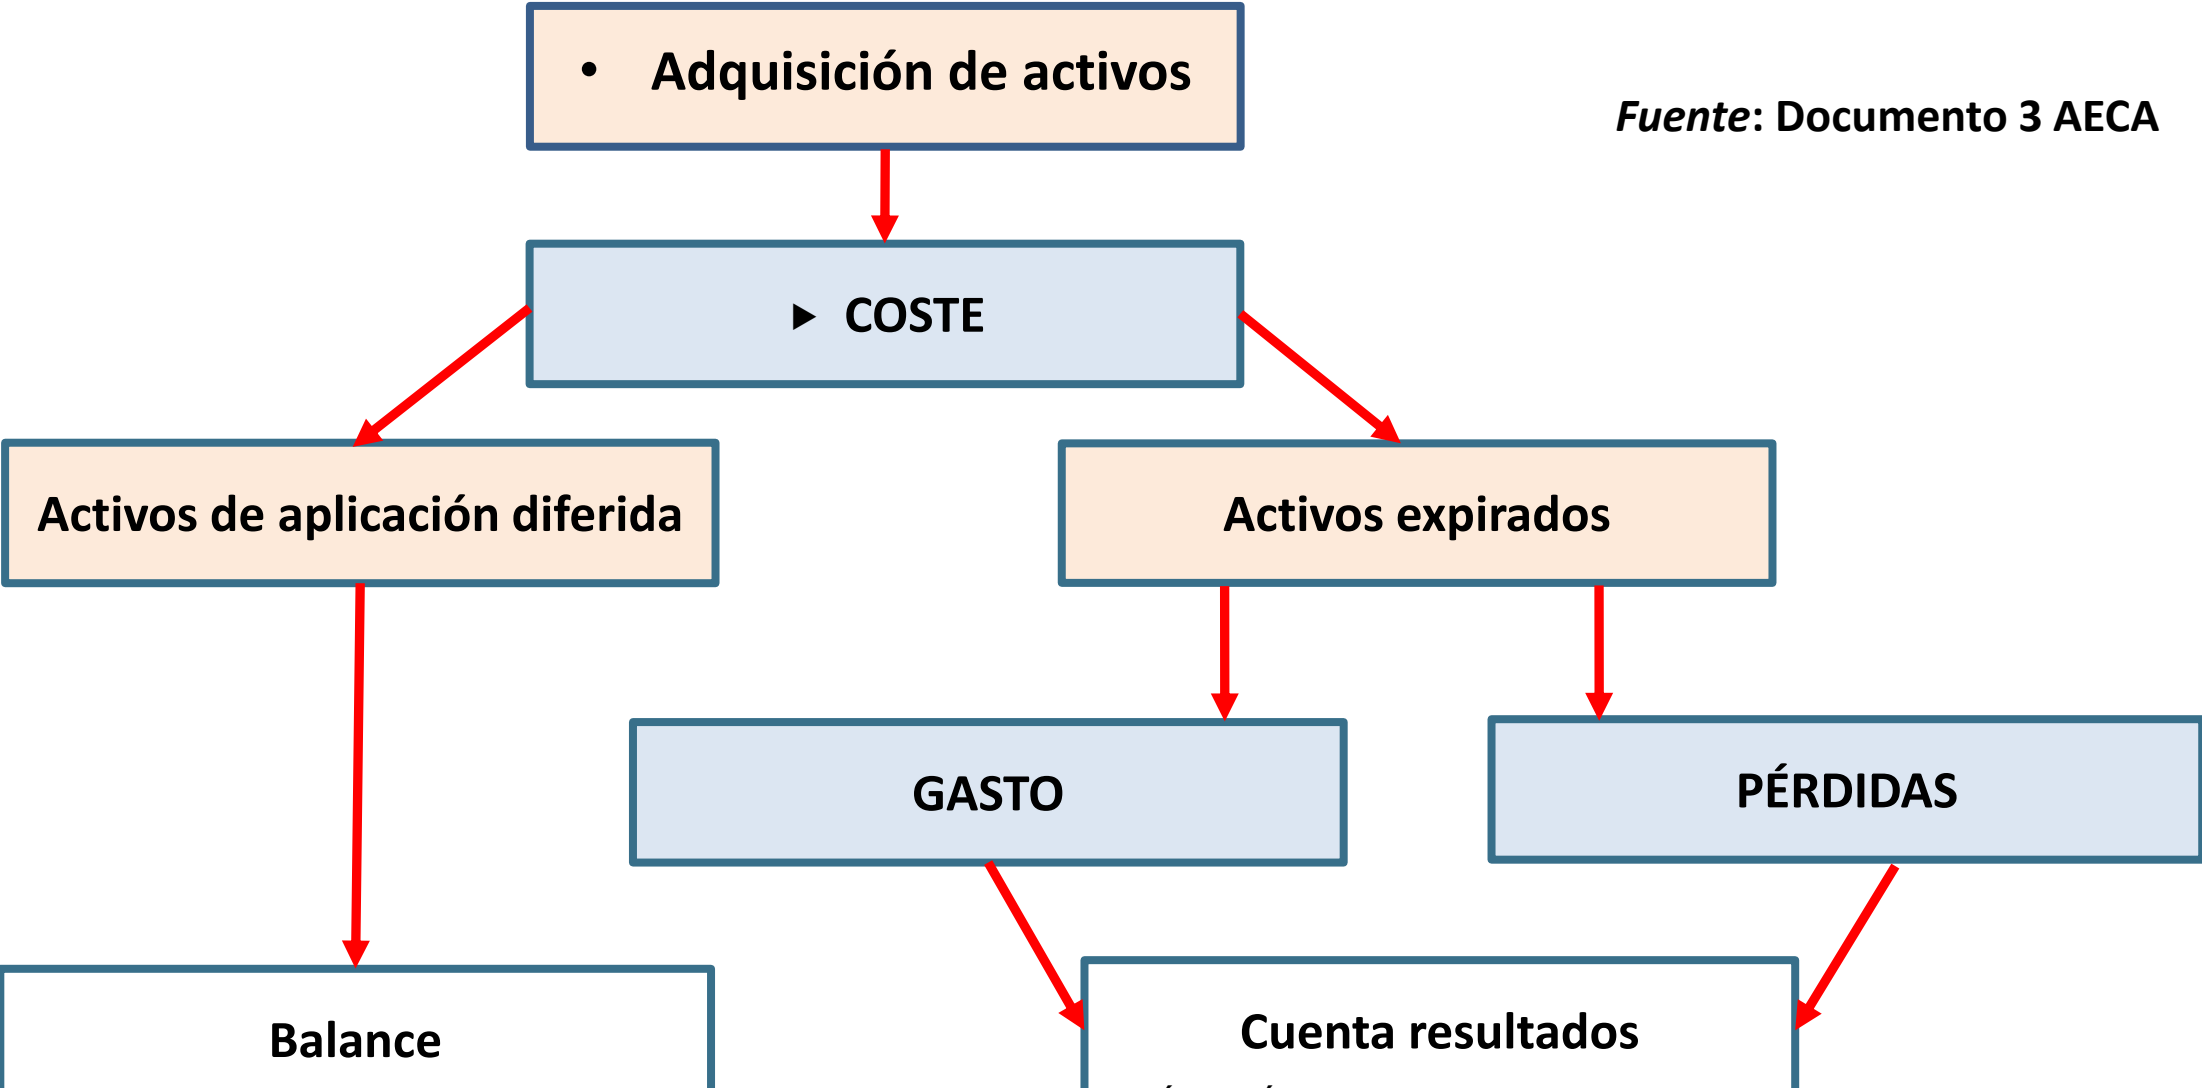 • Adquisición de activos
Fuente: Documento 3 AECA
► COSTE
Activos de aplicación diferida
Activos expirados
GASTO
PÉRDIDAS
Balance
Cuenta resultados